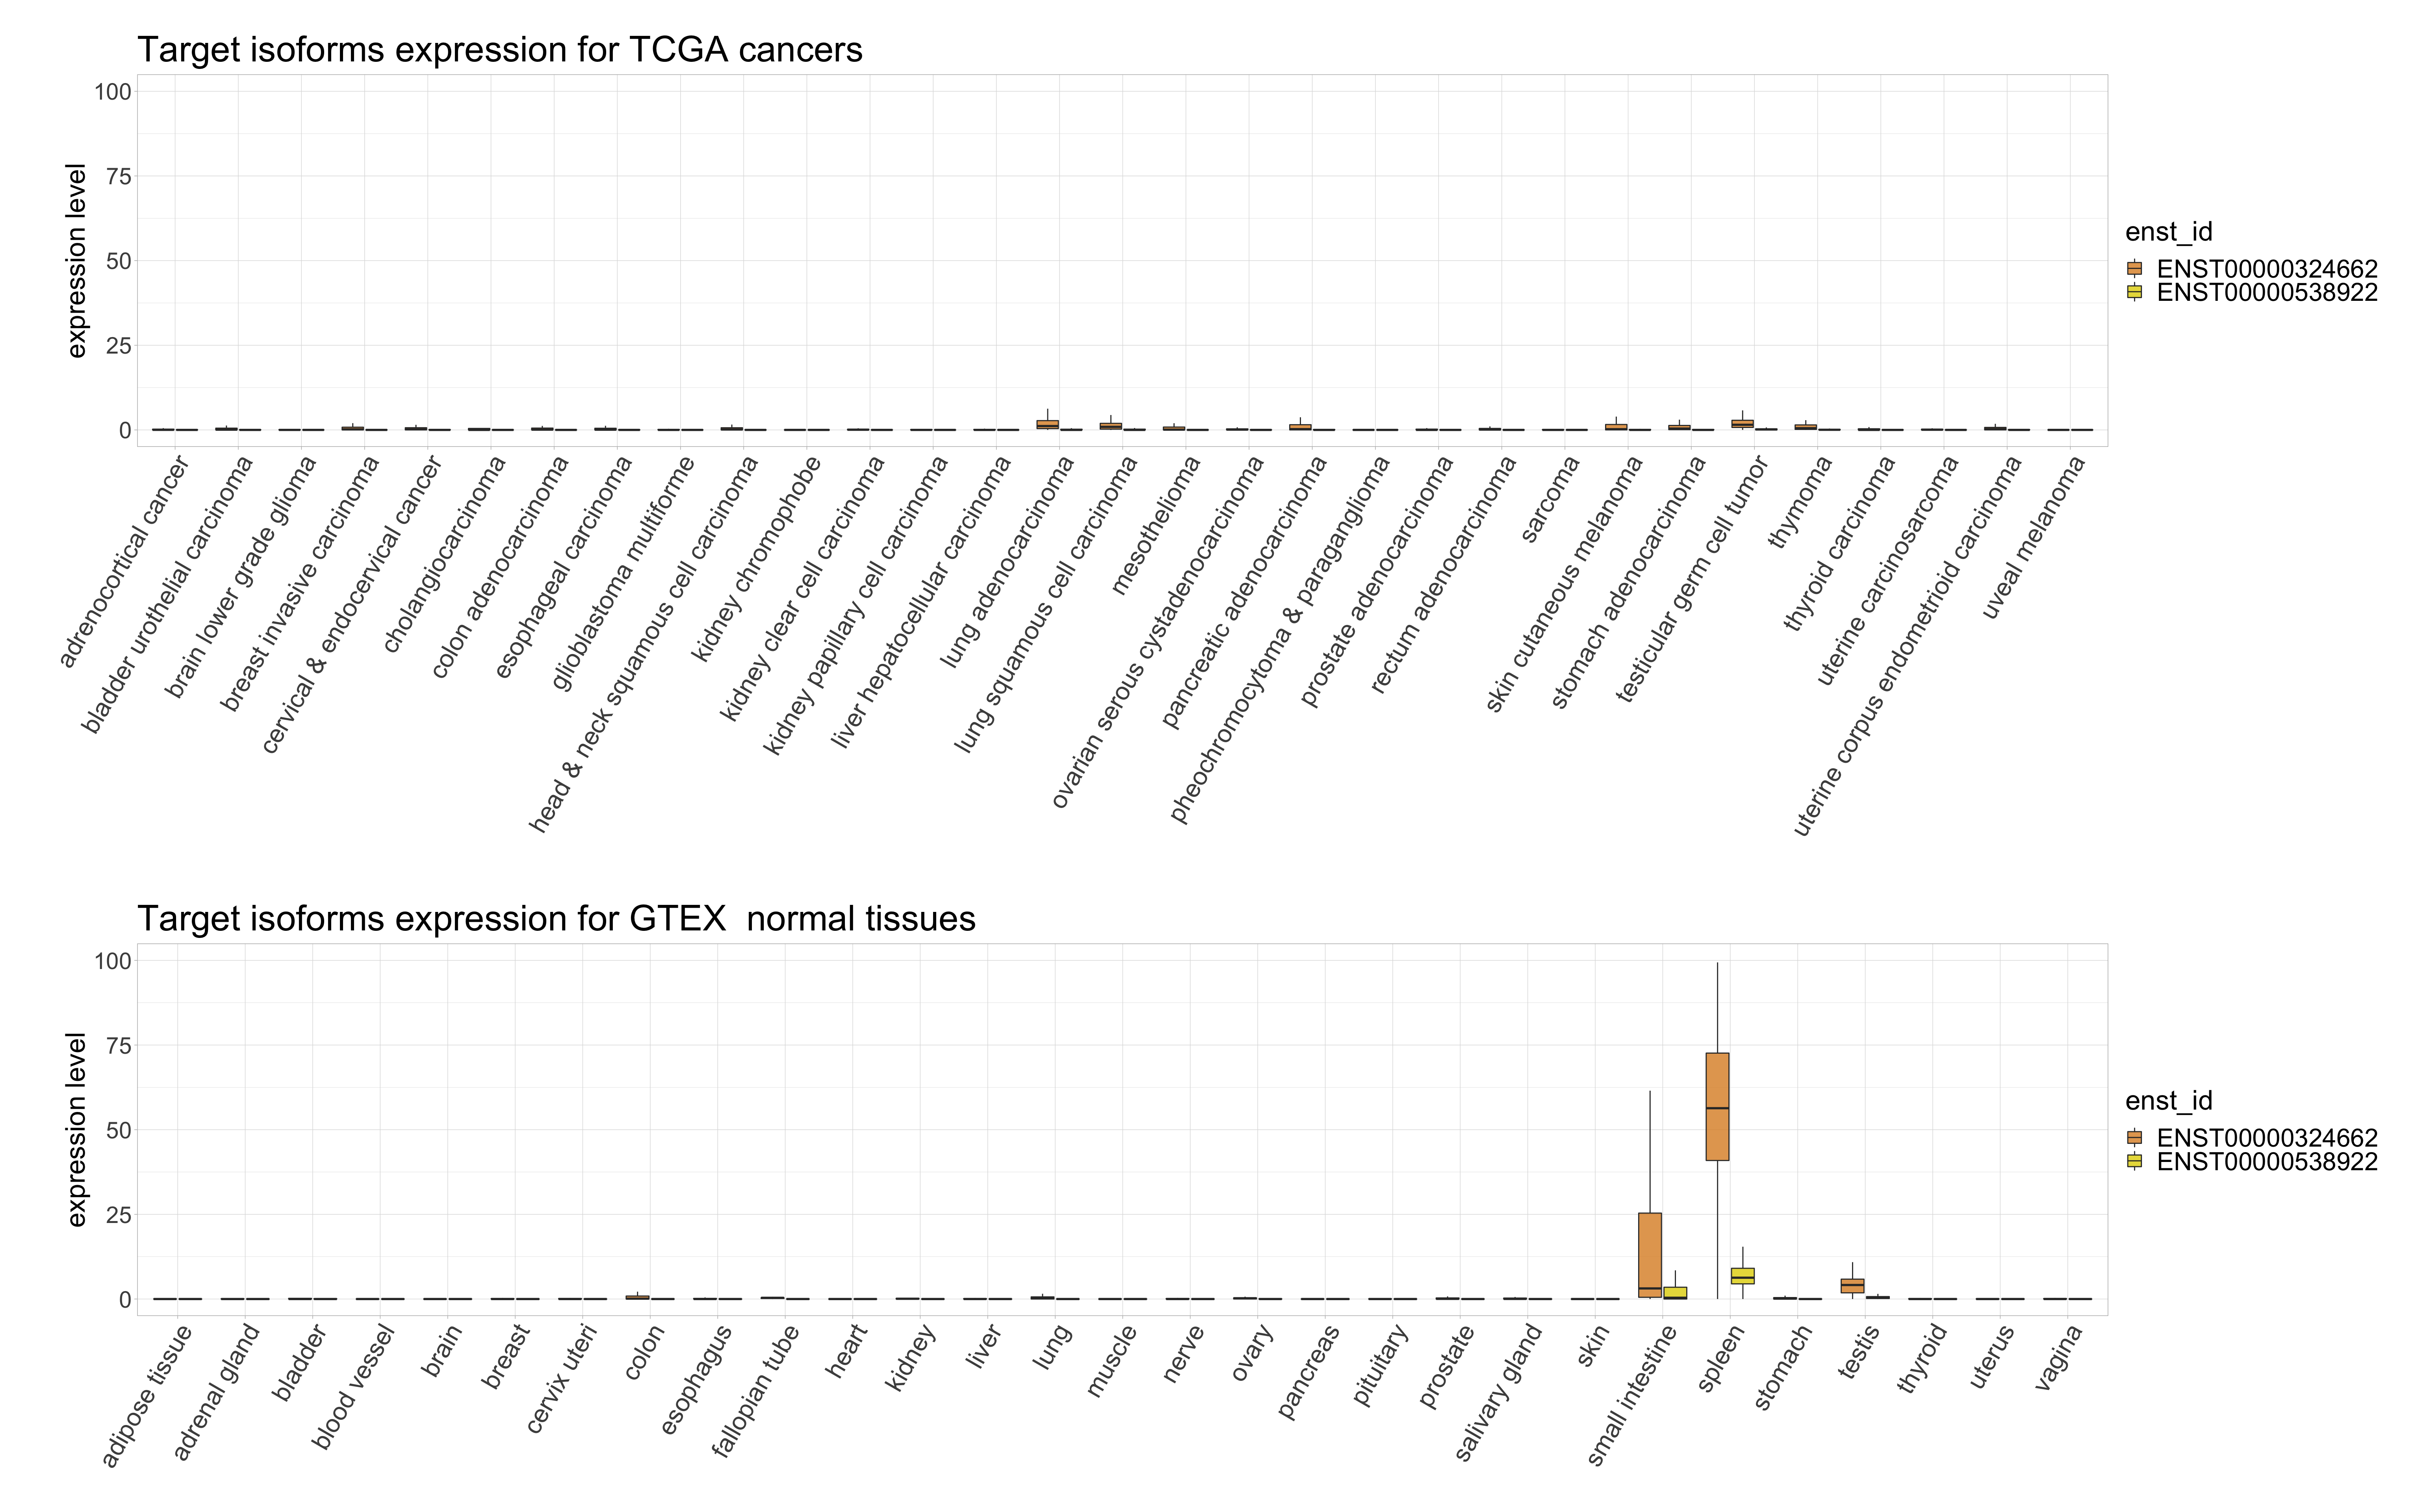 Target isoforms expression for TCGA cancers
expression level
100
75
50
25
0
adrenocortical cancer
bladder urothelial carcinoma
brain lower grade glioma
breast invasive carcinoma
cervical & endocervical cancer
cholangiocarcinoma
colon adenocarcinoma
esophageal carcinoma
glioblastoma multiforme
head & neck squamous cell carcinoma
kidney chromophobe
kidney clear cell carcinoma
kidney papillary cell carcinoma
liver hepatocellular carcinoma
lung adenocarcinoma
lung squamous cell carcinoma
mesothelioma
ovarian serous cystadenocarcinoma
pancreatic adenocarcinoma
pheochromocytoma & paraganglioma
prostate adenocarcinoma
rectum adenocarcinoma
sarcoma
skin cutaneous melanoma
stomach adenocarcinoma
testicular germ cell tumor
thymoma
thyroid carcinoma
uterine carcinosarcoma
uterine corpus endometrioid carcinoma
uveal melanoma
enst_id
ENST00000324662
ENST00000538922
Target isoforms expression for GTEX  normal tissues
expression level
100
75
50
25
0
adipose tissue
adrenal gland
bladder
blood vessel
brain
breast
cervix uteri
colon
esophagus
fallopian tube
heart
kidney
liver
lung
muscle
nerve
ovary
pancreas
pituitary
prostate
salivary gland
skin
small intestine
spleen
stomach
testis
thyroid
uterus
vagina
enst_id
ENST00000324662
ENST00000538922